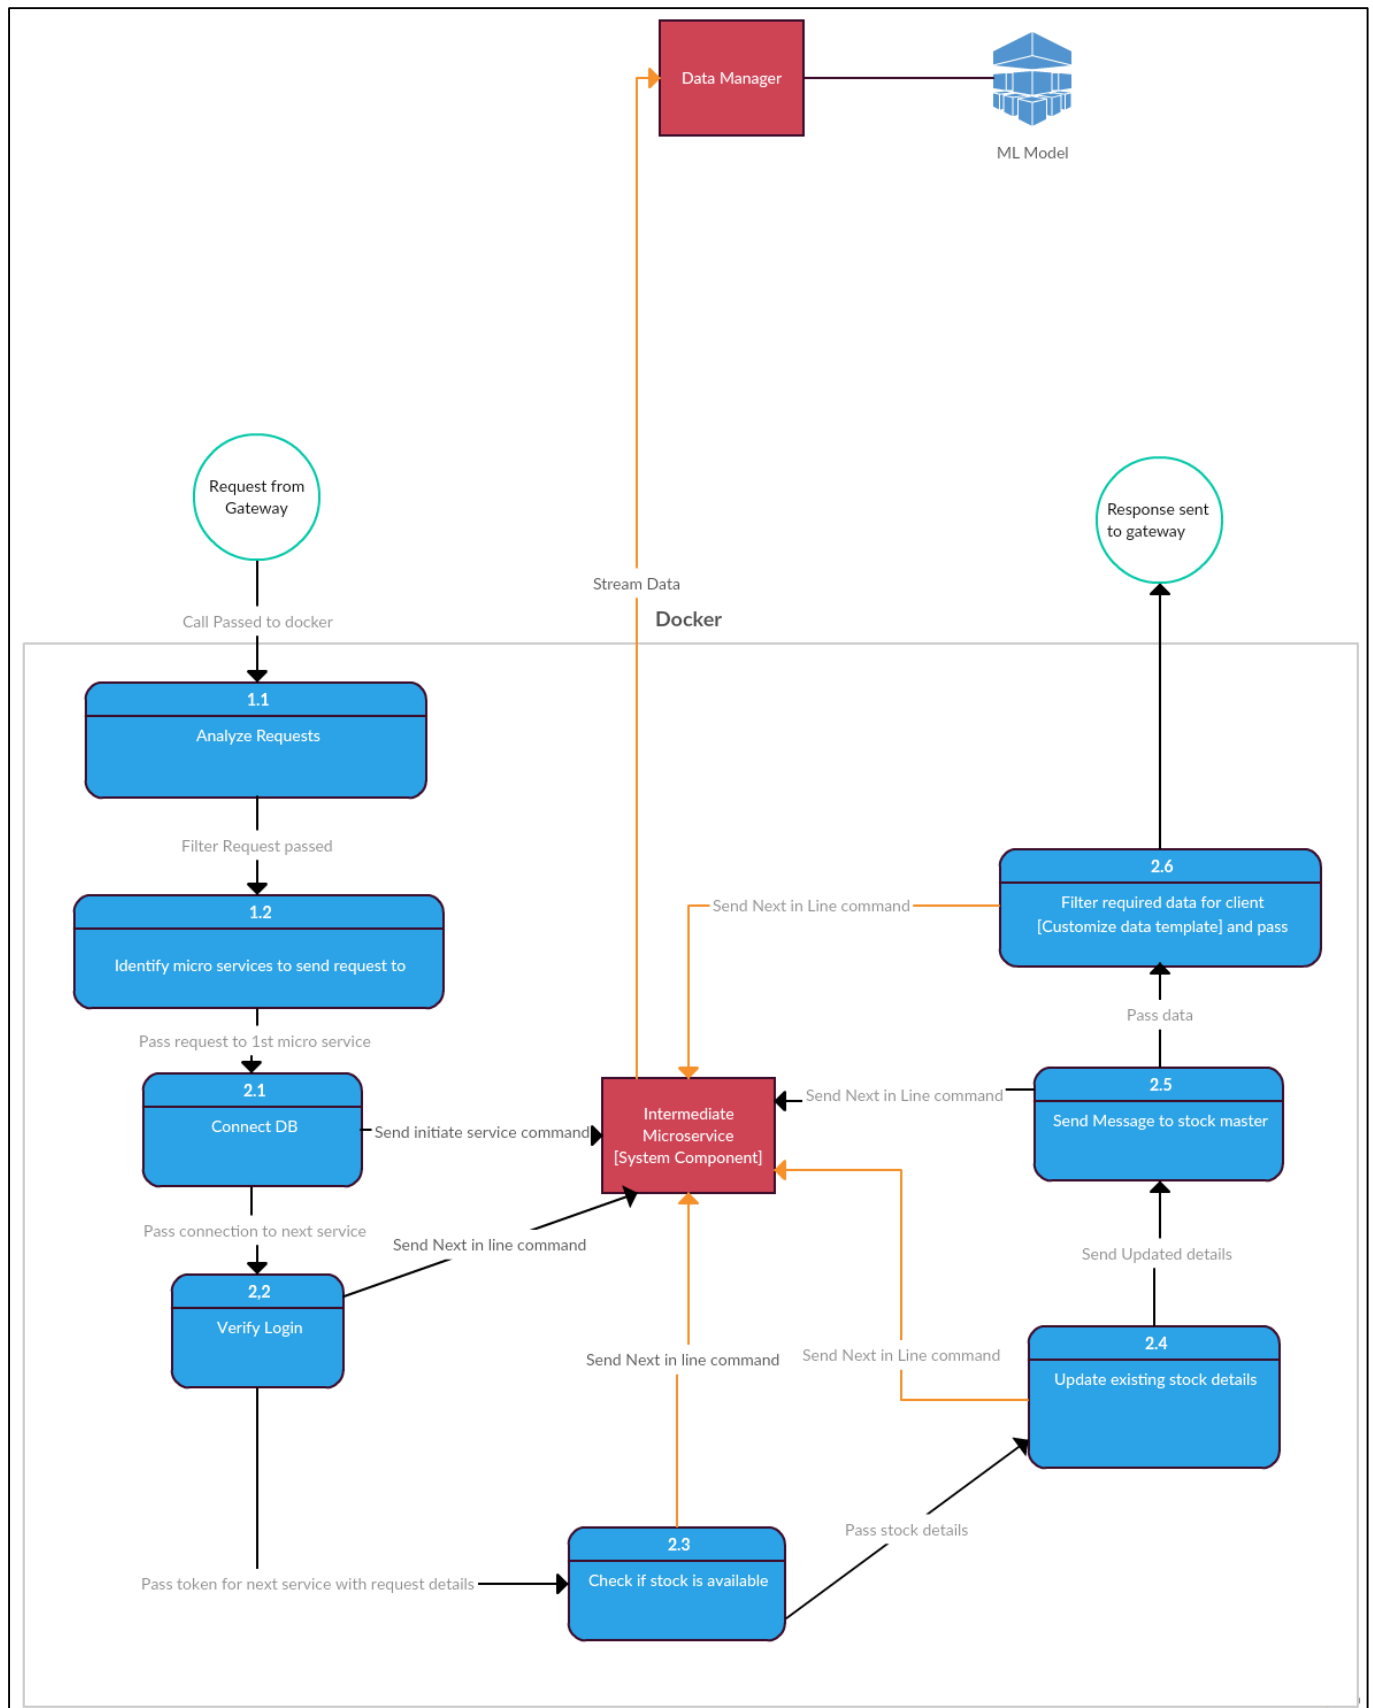 Data Manager
ML Model
Request from
Gateway
Response sent
to gateway
Stream Data
Call Passed to docker
Docker
1.1
Analyze Requests
Filter Request passed
1.2
Identify micro services to send request to
Pass request to 1st micro service
2.1
Connect DB
Send initiate service command
Pass connection to next service
2,2
Verify Login
Send Next in line command
Intermediate
Microservice
[System Component]
2.6
Filter required data for client
[Customize data template] and pass
Send Next in Line command
Pass data
2.5
Send Message to stock master
Send Next in Line command
Send Updated details
2.4
Update existing stock details
Send Next in Line command
Send Next in line command
Pass stock details
2.3
Check if stock is available
Pass token for next service with request details